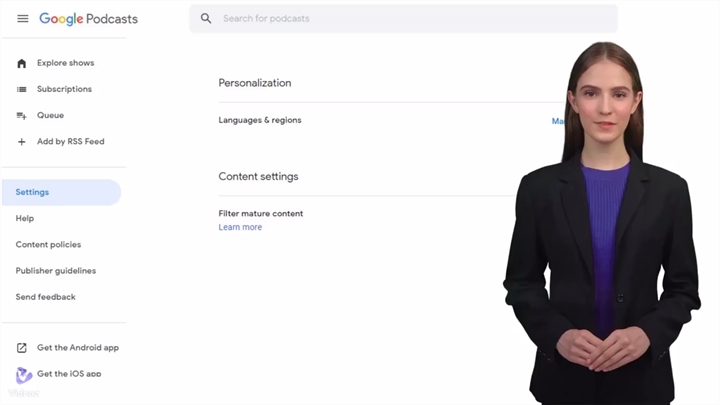 Google Podcasts
Search for podcasts
Explore shows
Subscriptions
Queue
Add by RSS Feed
Settings
Help
Content policies
Publisher guidelines
Send feedback
Get the Android app
Get the iOS app
Personalization
Languages & regions
Content settings
Filter mature content
Learn more